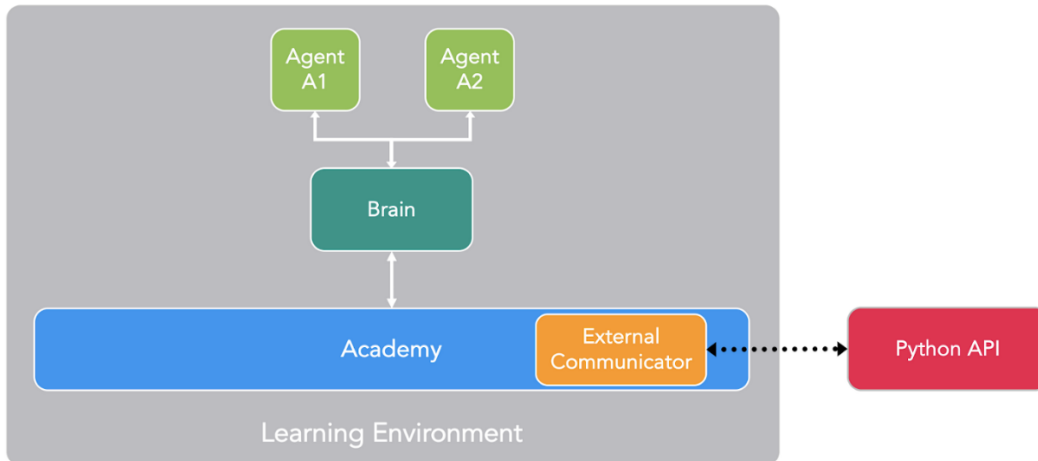 Agent
A1
Agent
A2
Brain
Academy
External
Communicator
Python API
Learning Environment